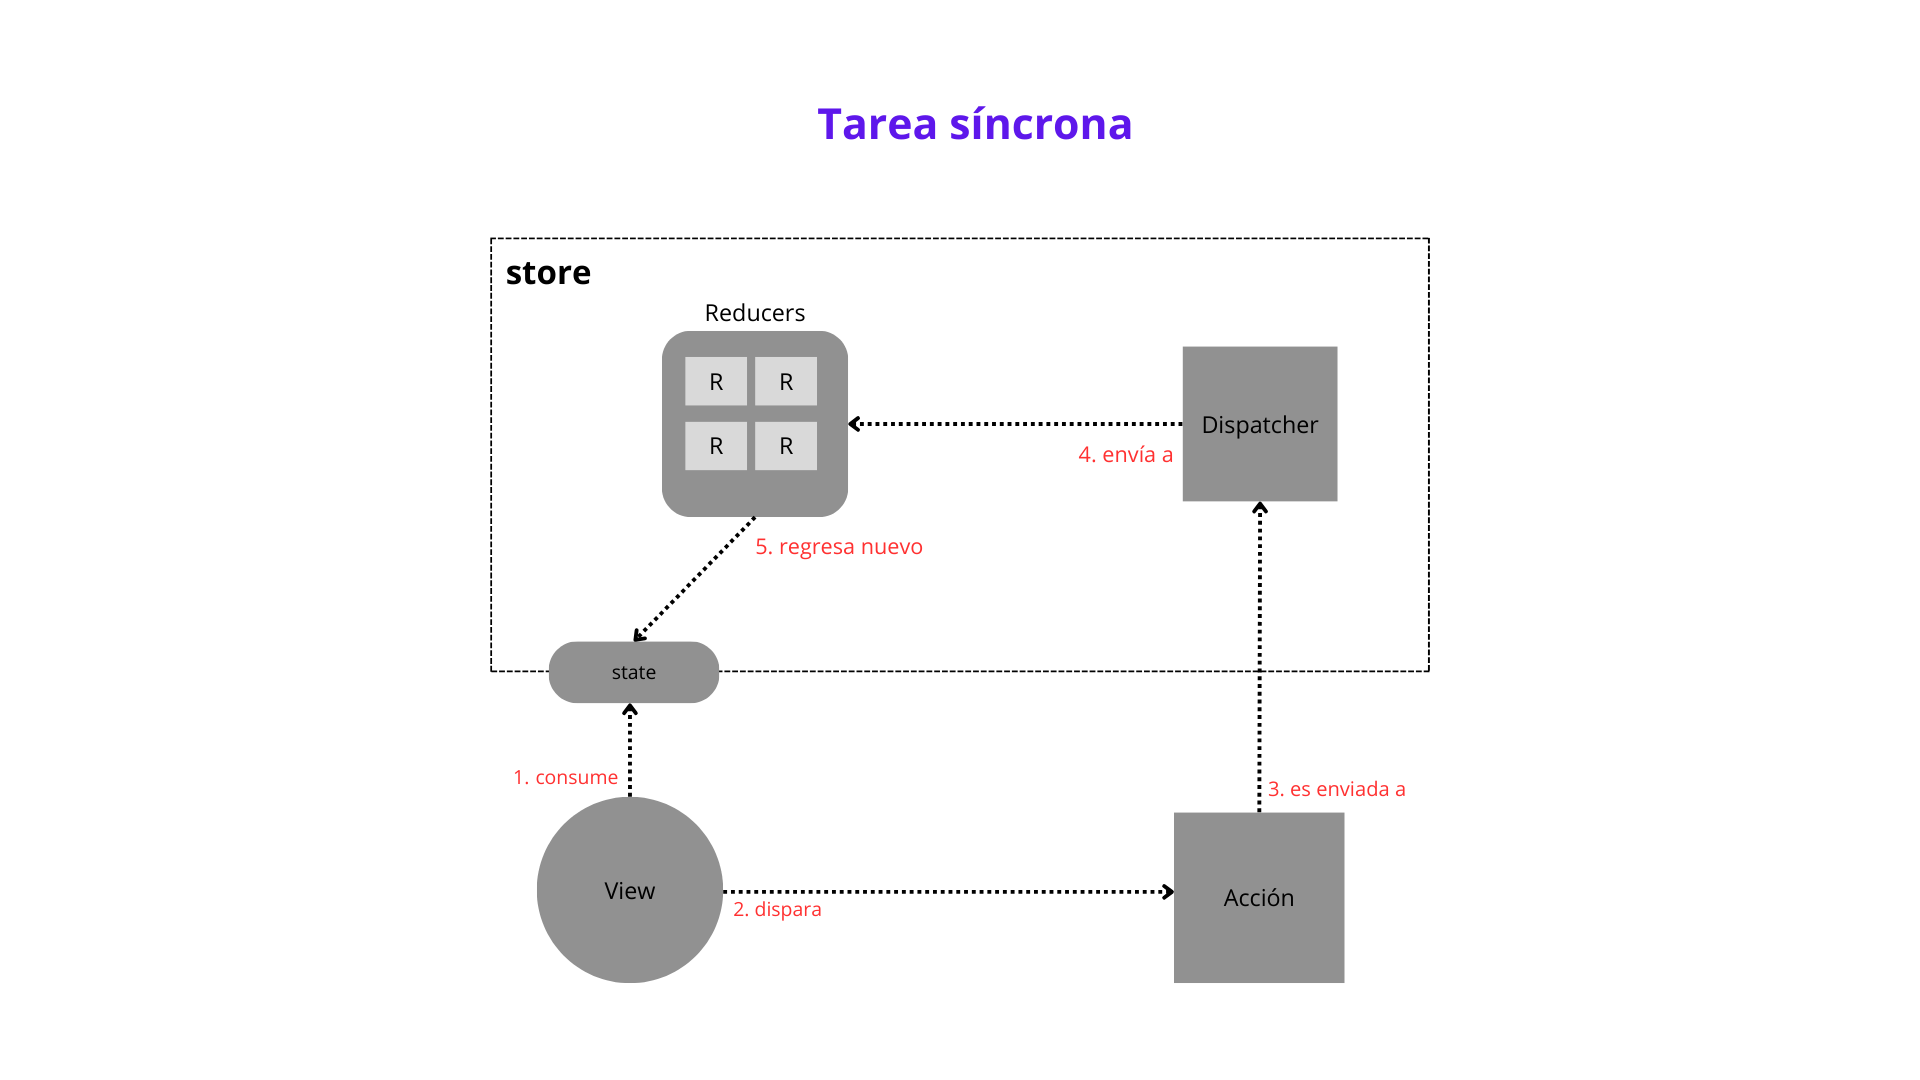 Tarea síncrona
store
Reducers
R R
R R
Dispatcher
4. envía a
5. regresa nuevo
state
1. consume
3. es enviada a
View
2. dispara
Acción